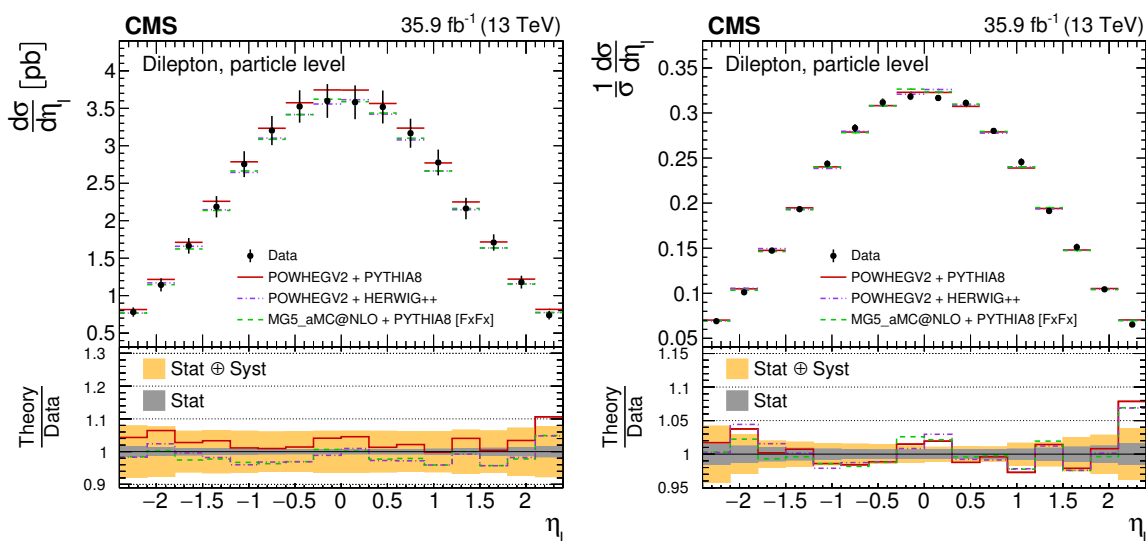 CMS 35.9 fb⁻¹ (13 TeV)
dσ/dηₗ [pb]
Dilepton, particle level
4
3.5
3
2.5
2
1.5
1
0.5
Data
POWHEGV2 + PYTHIA8
POWHEGV2 + HERWIG++
MG5_aMC@NLO + PYTHIA8 [FxFx]
Theory/Data
1.3
1.2
1.1
1
0.9
Stat ⊕ Syst
Stat
−2 −1.5 −1 −0.5 0 0.5 1 1.5 2
ηₗ
CMS 35.9 fb⁻¹ (13 TeV)
1/σ dσ/dηₗ
Dilepton, particle level
0.35
0.3
0.25
0.2
0.15
0.1
0.05
Data
POWHEGV2 + PYTHIA8
POWHEGV2 + HERWIG++
MG5_aMC@NLO + PYTHIA8 [FxFx]
Theory/Data
1.15
1.10
1.05
1
0.95
Stat ⊕ Syst
Stat
−2 −1.5 −1 −0.5 0 0.5 1 1.5 2
ηₗ